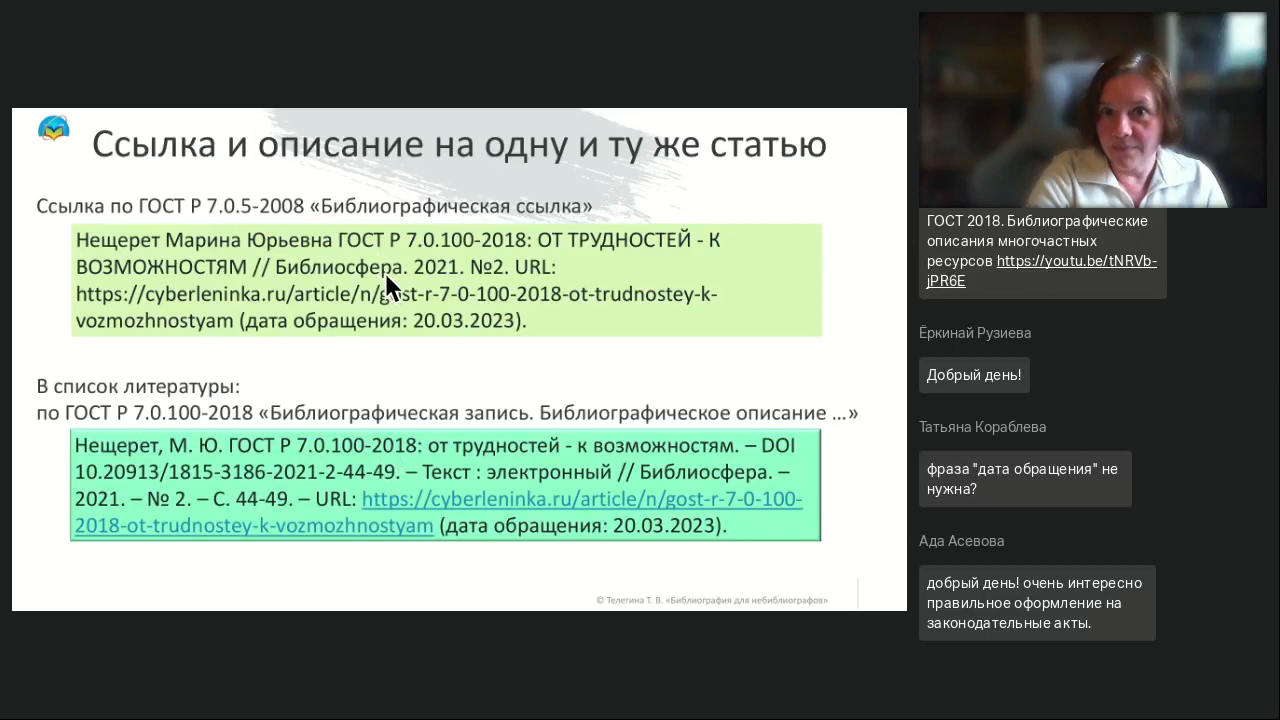 Ссылка и описание на одну и ту же статью
Ссылка по ГОСТ Р 7.0.5-2008 «Библиографическая ссылка»
Нещерет Марина Юрьевна ГОСТ Р 7.0.100-2018: ОТ ТРУДНОСТЕЙ - К
ВОЗМОЖНОСТЯМ // Библиосфера. 2021. №2. URL:
https://cyberleninka.ru/article/n/gost-r-7-0-100-2018-ot-trudnostey-k-
vozmozhnostyam (дата обращения: 20.03.2023).
В список литературы:
по ГОСТ Р 7.0.100-2018 «Библиографическая запись. Библиографическое описание ...»
Нещерет, М. Ю. ГОСТ Р 7.0.100-2018: от трудностей - к возможностям. – DOI
10.20913/1815-3186-2021-2-44-49. – Текст : электронный // Библиосфера. –
2021. – № 2. – С. 44-49. – URL: https://cyberleninka.ru/article/n/gost-r-7-0-100-
2018-ot-trudnostey-k-vozmozhnostyam (дата обращения: 20.03.2023).
© Телегина Т. В. «Библиография для небиблиографов»
ГОСТ 2018. Библиографические
описания многочастных
ресурсов https://youtu.be/tNRVb-
jPR6E
Ёркинай Рузиева
Добрый день!
Татьяна Кораблева
фраза "дата обращения" не
нужна?
Ада Асевова
добрый день! очень интересно
правильное оформление на
законодательные акты.